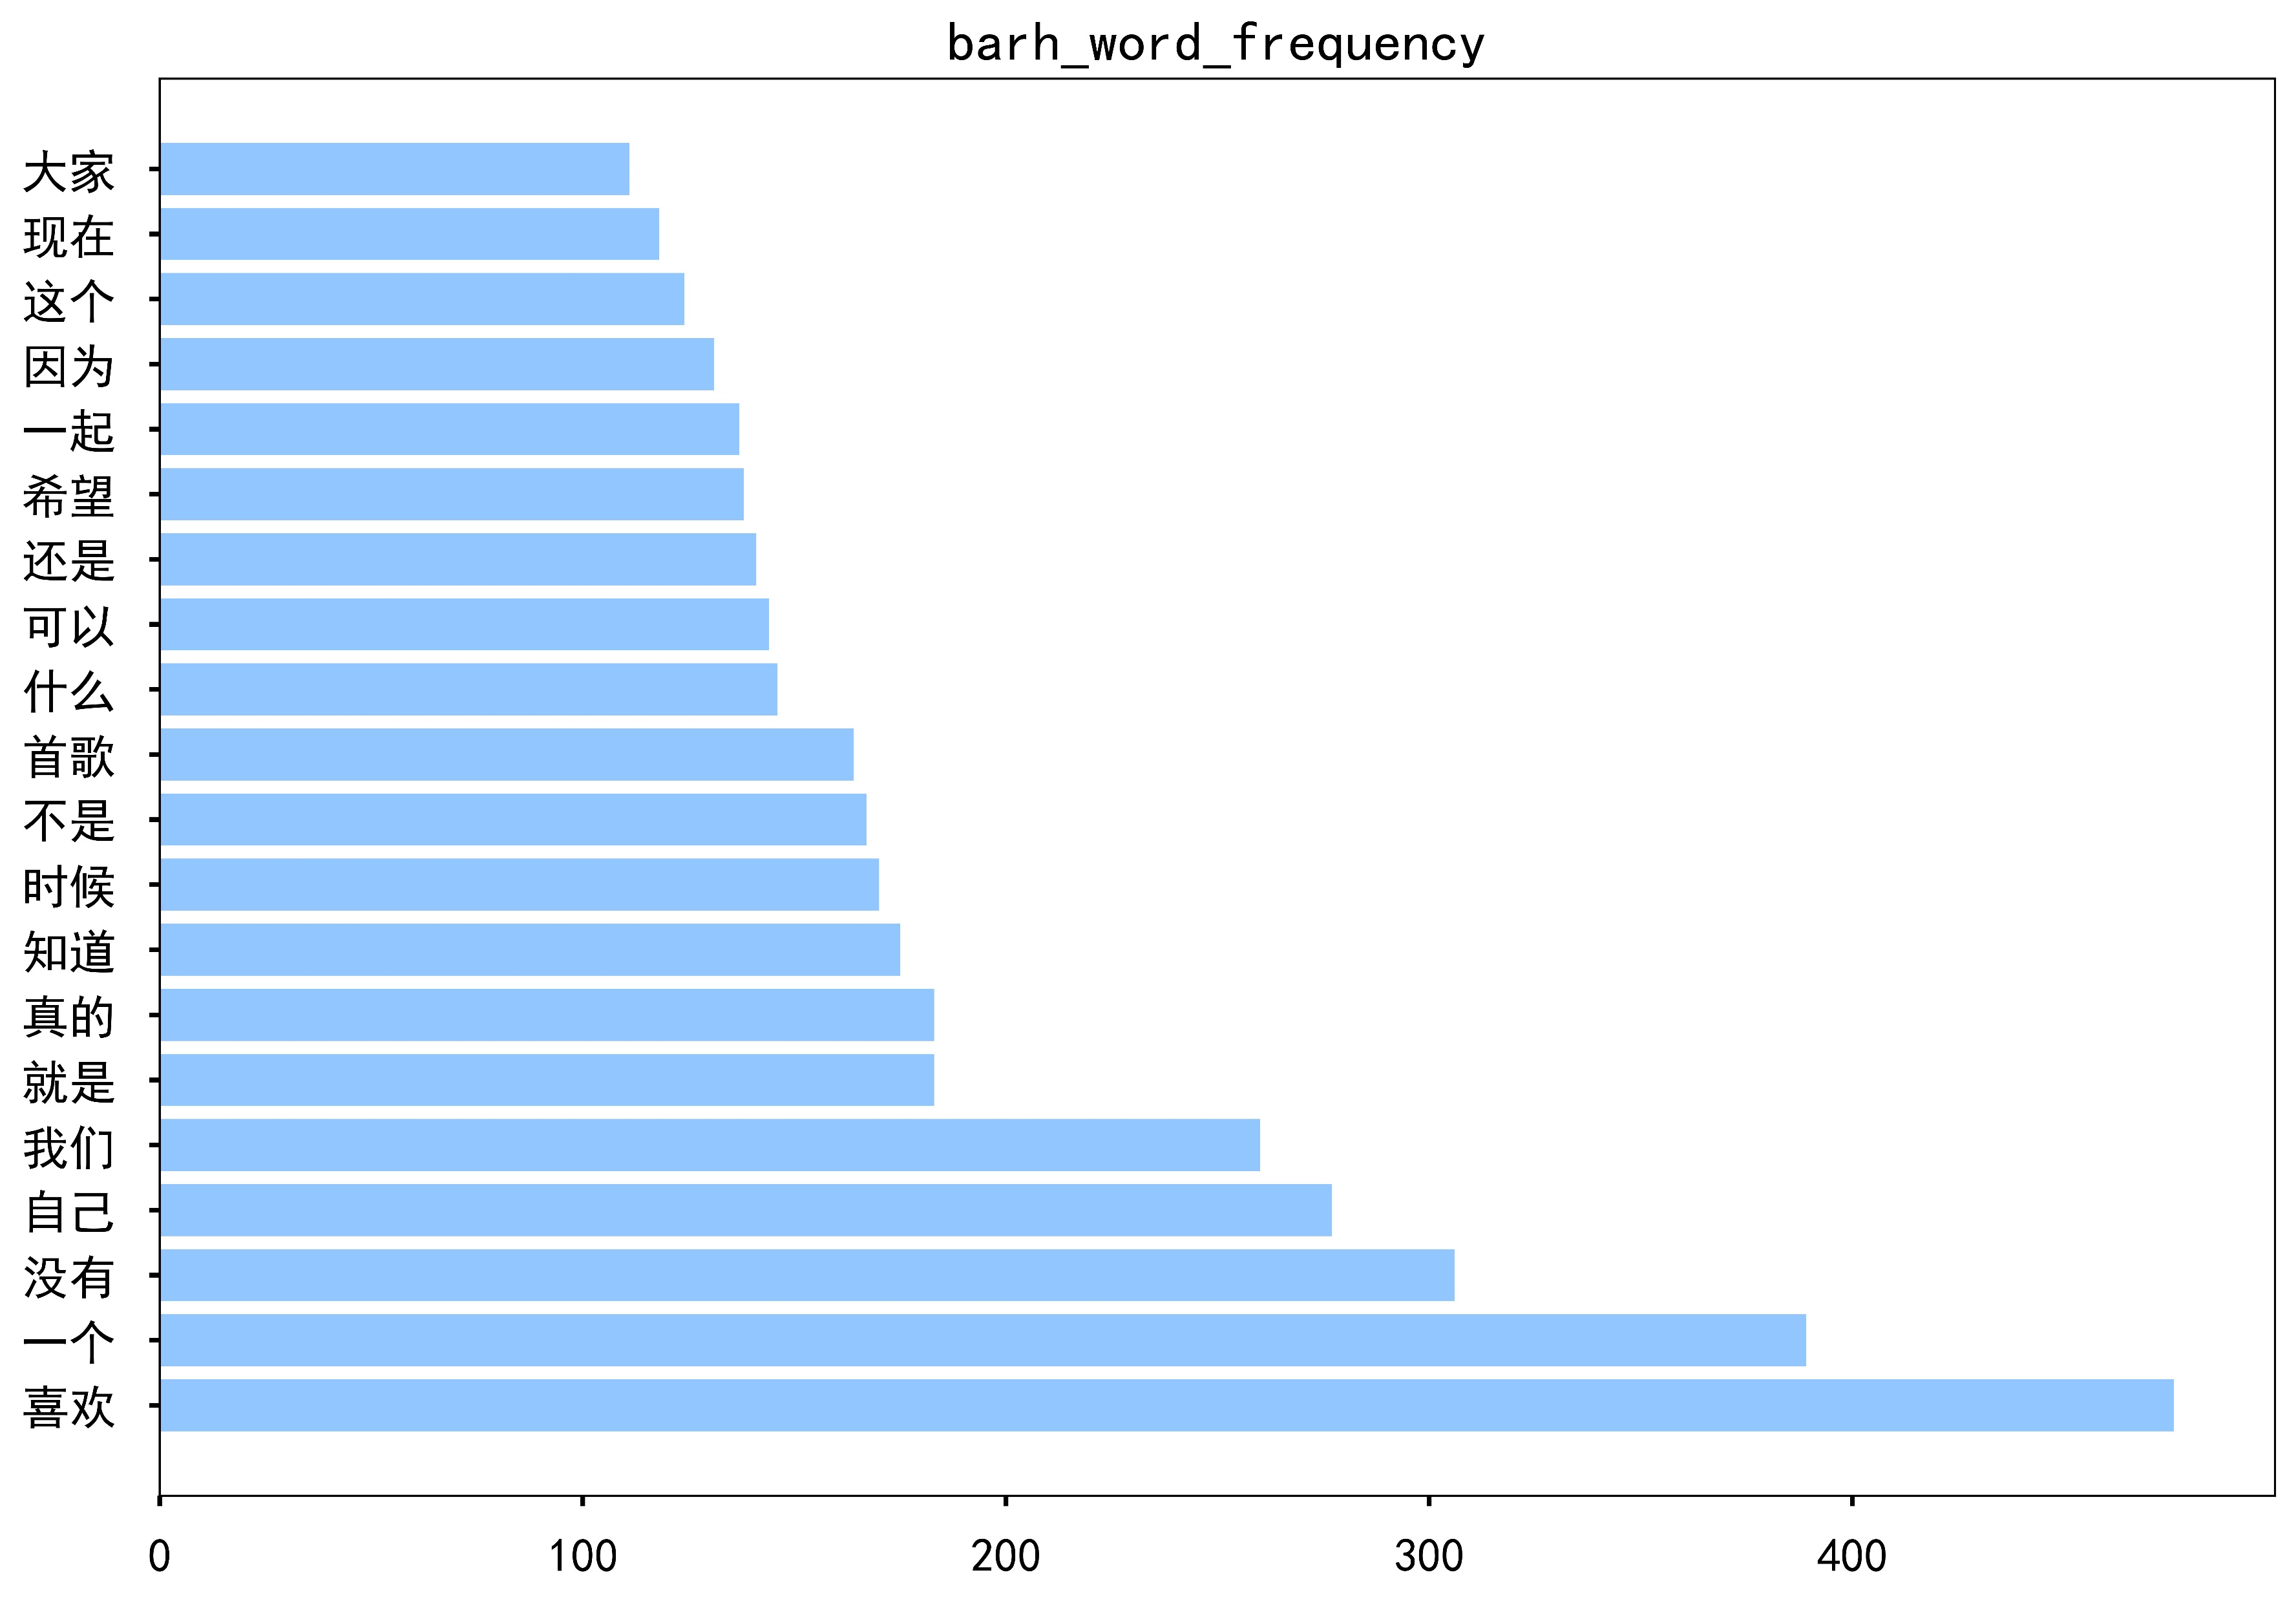 barh_word_frequency
大家
现在
这个
因为
一起
希望
还是
可以
什么
首歌
不是
时候
知道
真的
就是
我们
自己
没有
一个
喜欢
0 100 200 300 400